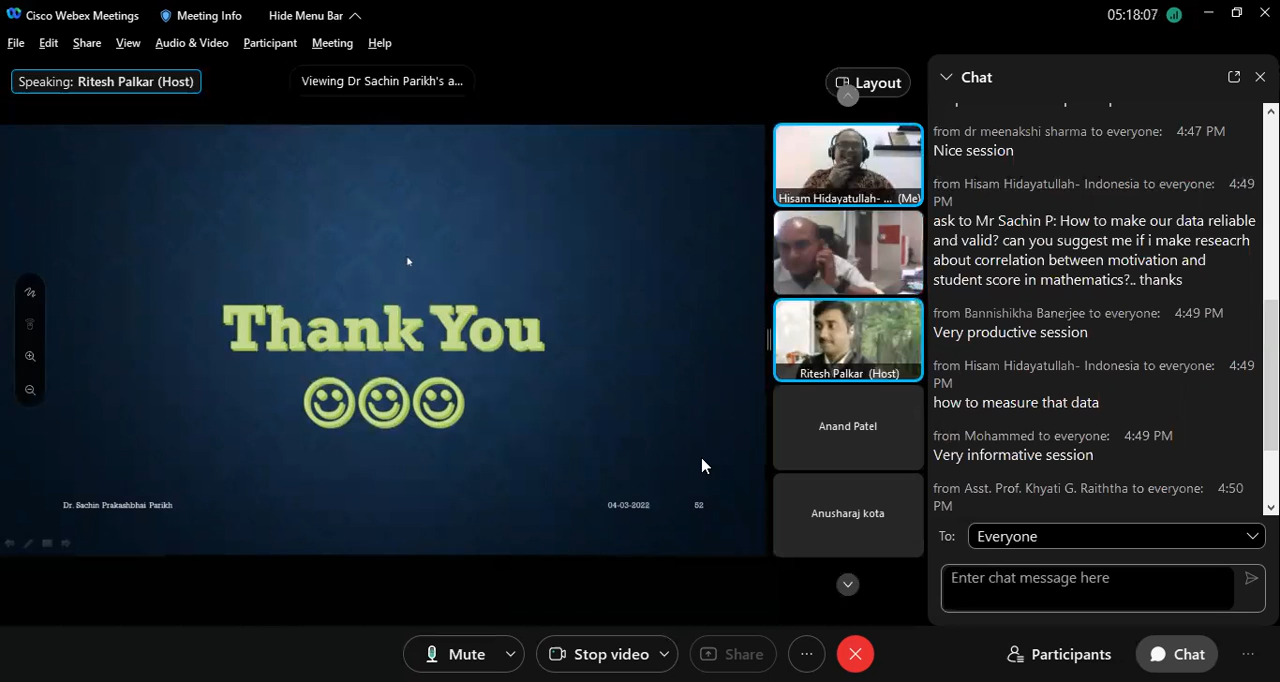 Cisco Webex Meetings
Meeting Info
Hide Menu Bar
05:18:07
File Edit Share View Audio & Video Participant Meeting Help
Speaking: Ritesh Palkar (Host)
Viewing Dr Sachin Parikh's a...
Layout
Thank You
Dr. Sachin Prakashbhai Parikh
04-03-2022
52
Hisam Hidayatullah- ... (Me)
Ritesh Palkar (Host)
Anand Patel
Anusharaj kota
Chat
from dr meenakshi sharma to everyone: 4:47 PM
Nice session
from Hisam Hidayatullah- Indonesia to everyone: 4:49
PM
ask to Mr Sachin P: How to make our data reliable
and valid? can you suggest me if i make reseacrh
about correlation between motivation and
student score in mathematics?.. thanks
from Bannishikha Banerjee to everyone: 4:49 PM
Very productive session
from Hisam Hidayatullah- Indonesia to everyone: 4:49
PM
how to measure that data
from Mohammed to everyone: 4:49 PM
Very informative session
from Asst. Prof. Khyati G. Raiththa to everyone: 4:50
PM
To: Everyone
Enter chat message here
Mute
Stop video
Share
Participants
Chat